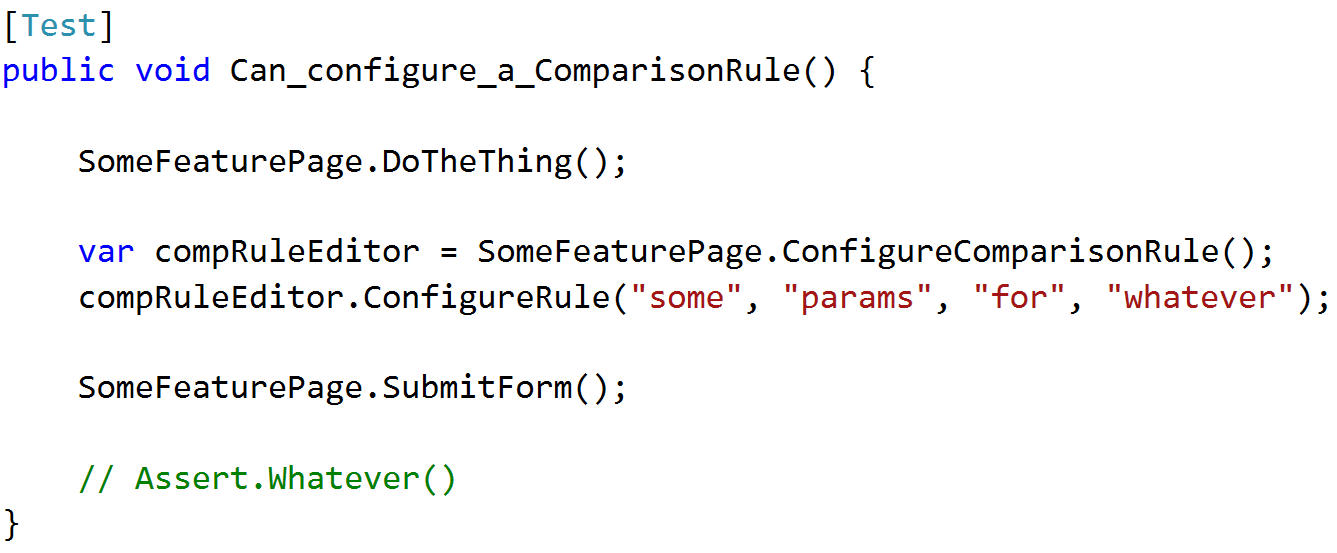 [Test]
public void Can_configure_a_ComparisonRule() {
SomeFeaturePage.DoTheThing();
var compRuleEditor = SomeFeaturePage.ConfigureComparisonRule();
compRuleEditor.ConfigureRule("some", "params", "for", "whatever");
SomeFeaturePage.SubmitForm();
// Assert.Whatever()
}